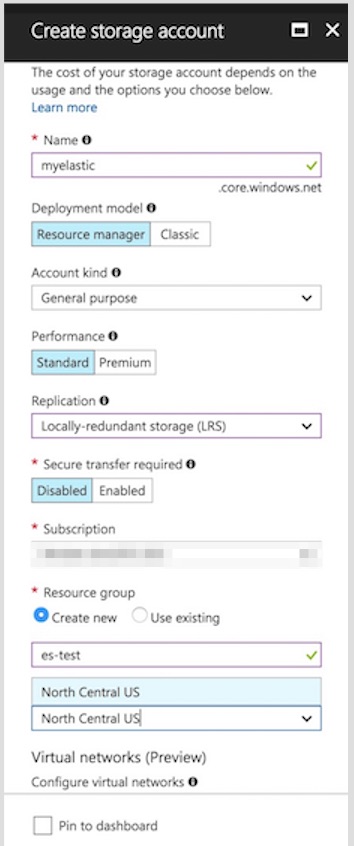 Create storage account
The cost of your storage account depends on the
usage and the options you choose below.
Learn more
* Name
myelastic
.core.windows.net
Deployment model
Resource manager Classic
Account kind
General purpose
Performance
Standard Premium
Replication
Locally-redundant storage (LRS)
* Secure transfer required
Disabled Enabled
* Subscription
* Resource group
Create new Use existing
es-test
North Central US
North Central US
Virtual networks (Preview)
Configure virtual networks
Pin to dashboard